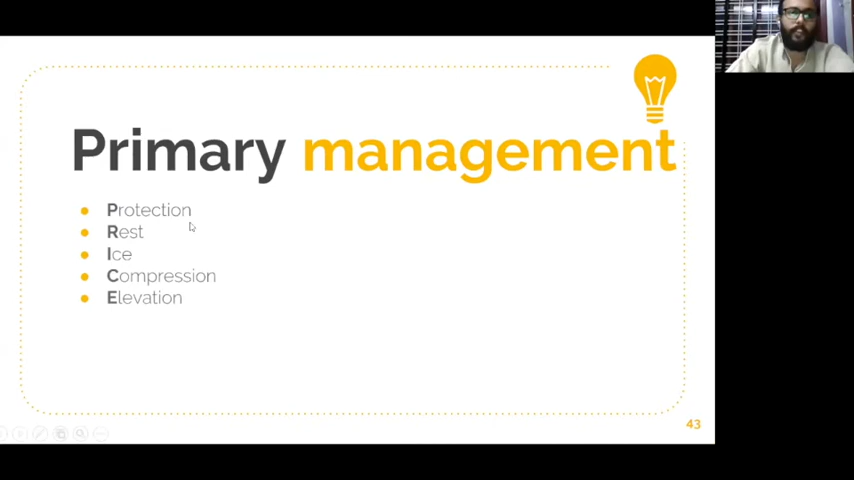 Primary management
Protection
Rest
Ice
Compression
Elevation
43